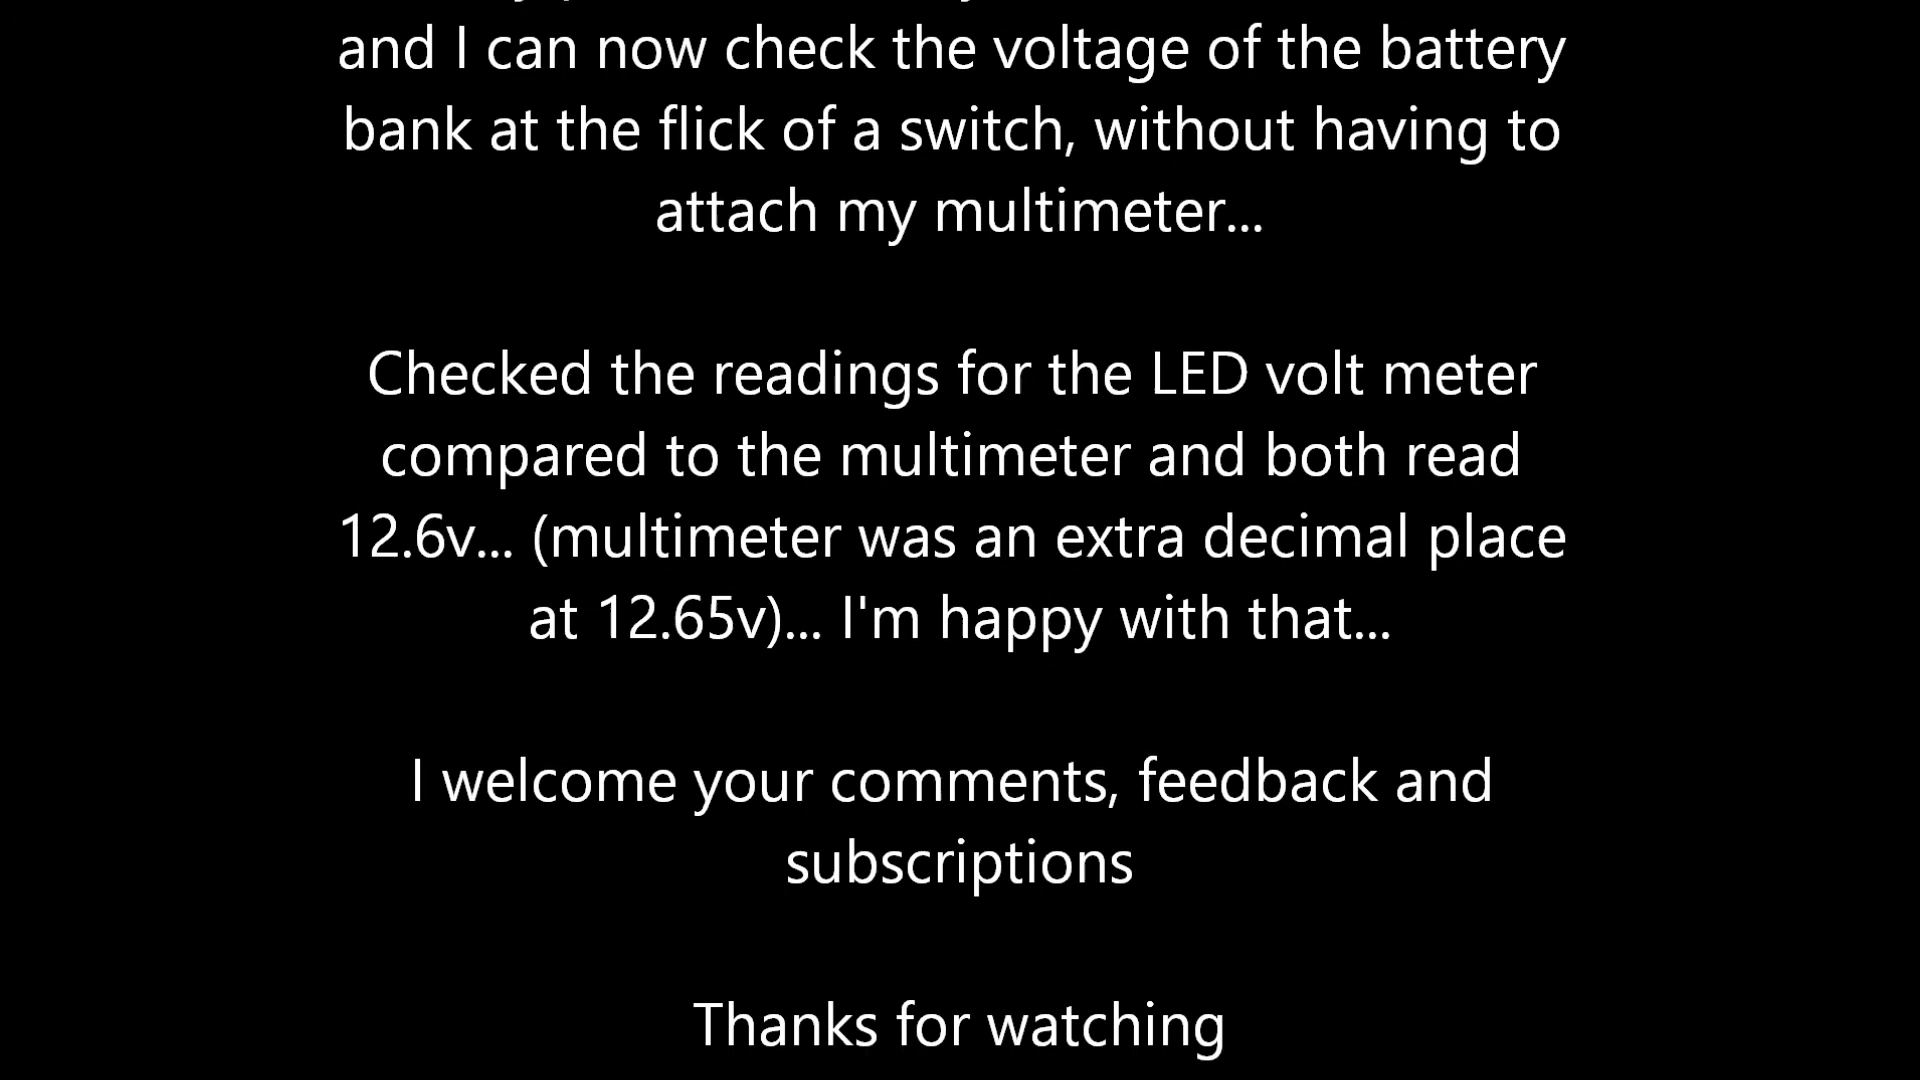 and I can now check the voltage of the battery
bank at the flick of a switch, without having to
attach my multimeter...
Checked the readings for the LED volt meter
compared to the multimeter and both read
12.6v... (multimeter was an extra decimal place
at 12.65v)... I'm happy with that...
I welcome your comments, feedback and
subscriptions
Thanks for watching